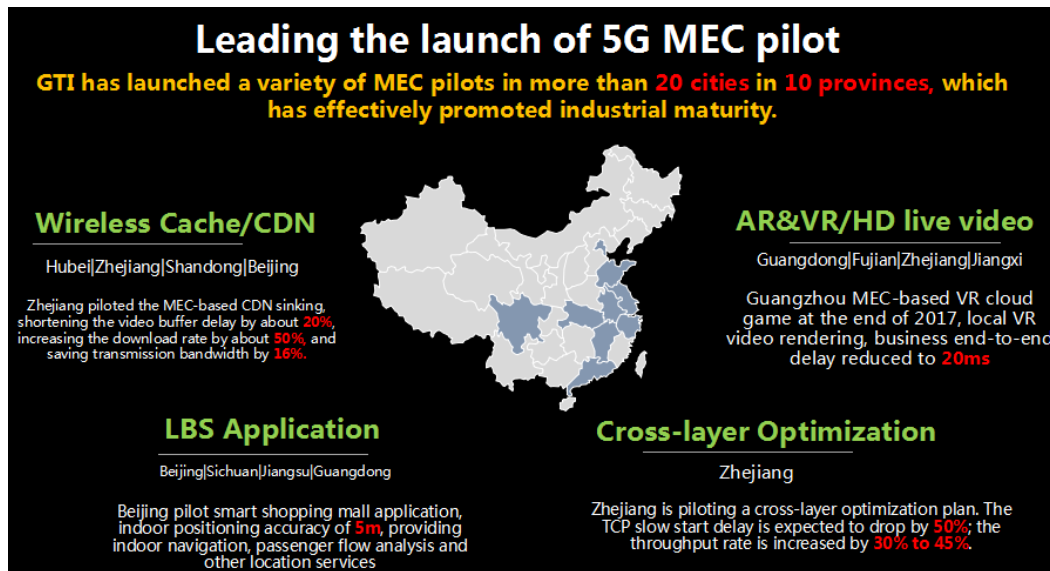 Leading the launch of 5G MEC pilot
GTI has launched a variety of MEC pilots in more than 20 cities in 10 provinces, which
has effectively promoted industrial maturity.
Wireless Cache/CDN
Hubei|Zhejiang|Shandong|Beijing
Zhejiang piloted the MEC-based CDN sinking,
shortening the video buffer delay by about 20%,
increasing the download rate by about 50%, and
saving transmission bandwidth by 16%.
AR&VR/HD live video
Guangdong|Fujian|Zhejiang|Jiangxi
Guangzhou MEC-based VR cloud
game at the end of 2017, local VR
video rendering, business end-to-end
delay reduced to 20ms
LBS Application
Beijing|Sichuan|Jiangsu|Guangdong
Beijing pilot smart shopping mall application,
indoor positioning accuracy of 5m, providing
indoor navigation, passenger flow analysis and
other location services
Cross-layer Optimization
Zhejiang
Zhejiang is piloting a cross-layer optimization plan. The
TCP slow start delay is expected to drop by 50%; the
throughput rate is increased by 30% to 45%.